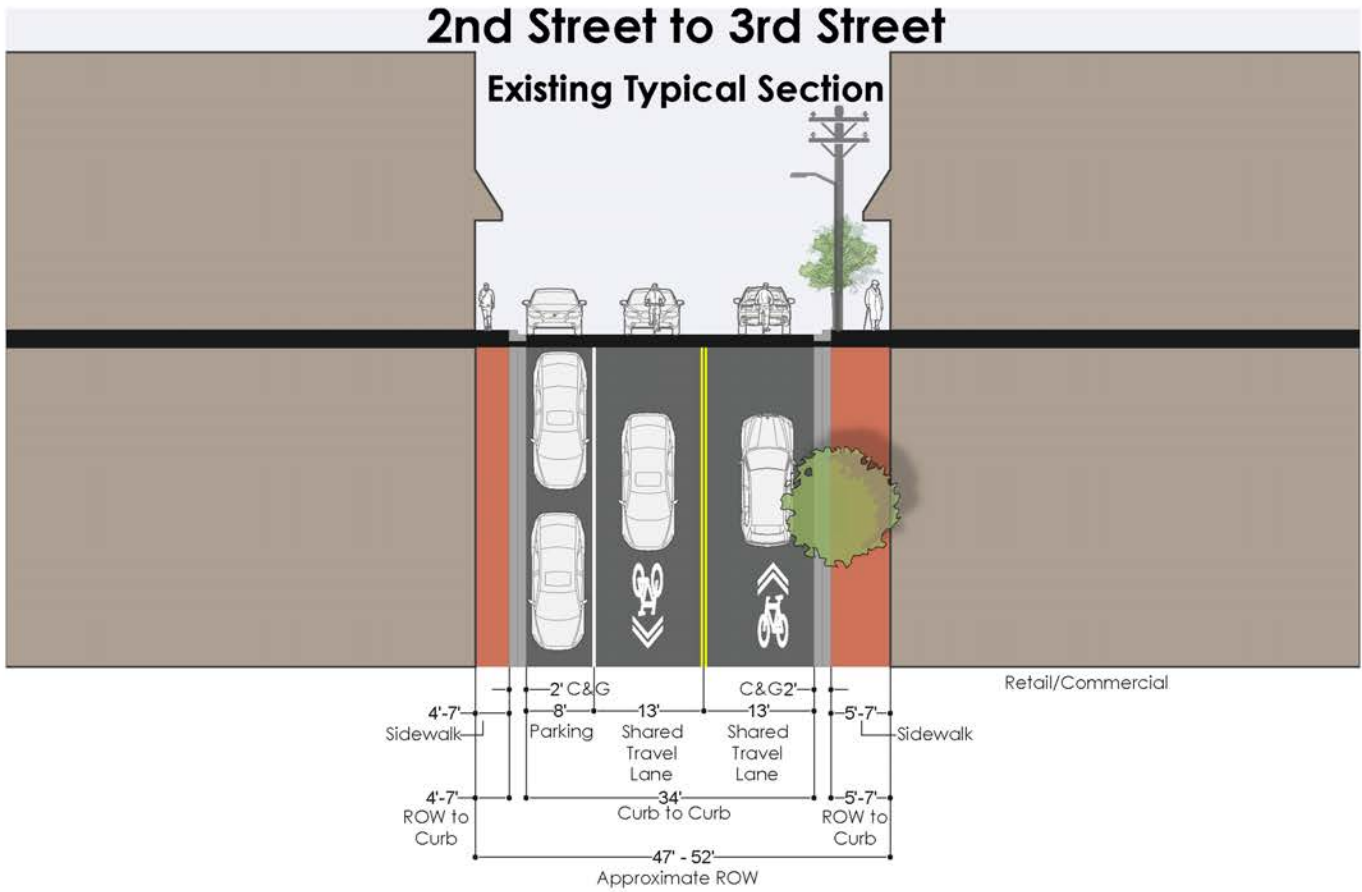 2nd Street to 3rd Street
Existing Typical Section
Retail/Commercial
2' C&G
C&G2'
4'-7'
8'
13'
13'
5'-7'
Sidewalk
Parking
Shared
Travel
Lane
Shared
Travel
Lane
Sidewalk
4'-7'
34'
5'-7'
ROW to
Curb
Curb to Curb
ROW to
Curb
47' - 52'
Approximate ROW